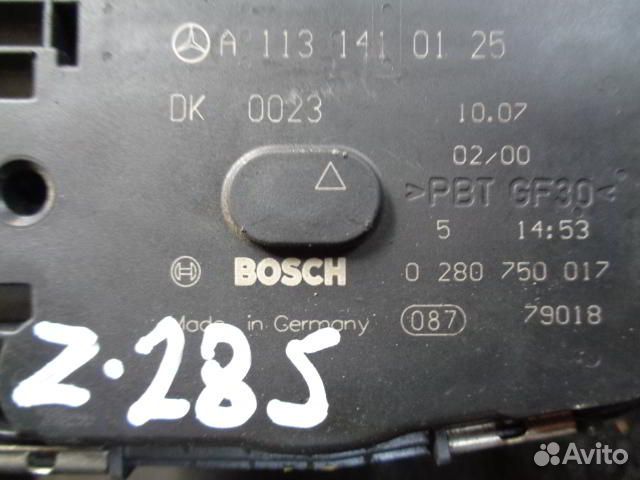 A 113 141 01 25
DK 0023 10.07
02/00
>PBT GF30<
5 14:53
BOSCH 0 280 750 017
Made in Germany 087 79018
Z-285
Avito